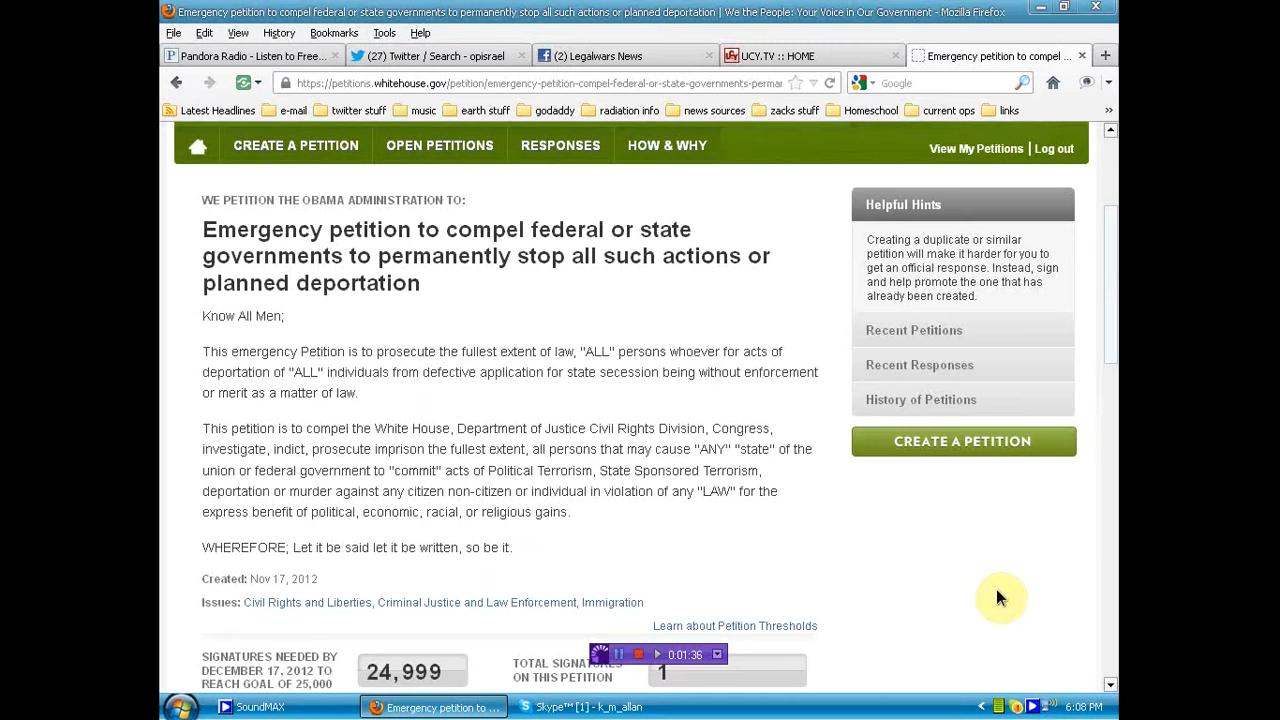 Emergency petition to compel federal or state governments to permanently stop all such actions or planned deportation | We the People: Your Voice in Our Government - Mozilla Firefox
File Edit View History Bookmarks Tools Help
Pandora Radio - Listen to Free... (27) Twitter / Search - opisrael (2) Legalwars News UCY.TV :: HOME Emergency petition to compel ...
https://petitions.whitehouse.gov/petition/emergency-petition-compel-federal-or-state-governments-permar Google
Latest Headlines e-mail twitter stuff music earth stuff godaddy radiation info news sources zacks stuff Homeschool current ops links »
CREATE A PETITION OPEN PETITIONS RESPONSES HOW & WHY View My Petitions | Log out
WE PETITION THE OBAMA ADMINISTRATION TO:
Emergency petition to compel federal or state
governments to permanently stop all such actions or
planned deportation
Know All Men;
This emergency Petition is to prosecute the fullest extent of law, "ALL" persons whoever for acts of
deportation of "ALL" individuals from defective application for state secession being without enforcement
or merit as a matter of law.
This petition is to compel the White House, Department of Justice Civil Rights Division, Congress,
investigate, indict, prosecute imprison the fullest extent, all persons that may cause "ANY" "state" of the
union or federal government to "commit" acts of Political Terrorism, State Sponsored Terrorism,
deportation or murder against any citizen non-citizen or individual in violation of any "LAW" for the
express benefit of political, economic, racial, or religious gains.
WHEREFORE; Let it be said let it be written, so be it.
Created: Nov 17, 2012
Issues: Civil Rights and Liberties, Criminal Justice and Law Enforcement, Immigration
Learn about Petition Thresholds
SIGNATURES NEEDED BY
DECEMBER 17, 2012 TO
REACH GOAL OF 25,000
24,999
TOTAL SIGNATURES
ON THIS PETITION
1
0:01:36
Helpful Hints
Creating a duplicate or similar
petition will make it harder for you to
get an official response. Instead, sign
and help promote the one that has
already been created.
Recent Petitions
Recent Responses
History of Petitions
CREATE A PETITION
SoundMAX Emergency petition to ... Skype™ [1] - k_m_allan 6:08 PM